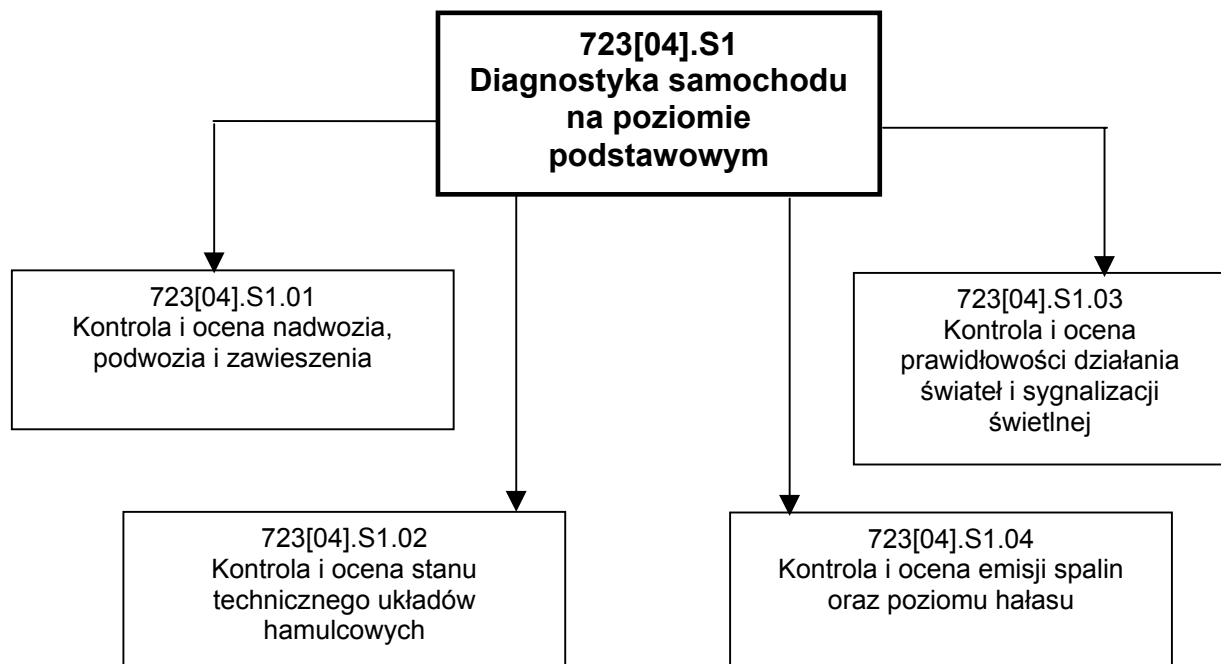 723[04].S1
Diagnostyka samochodu
na poziomie
podstawowym
723[04].S1.01
Kontrola i ocena nadwozia,
podwozia i zawieszenia
723[04].S1.03
Kontrola i ocena
prawidłowości działania
świateł i sygnalizacji
świetlnej
723[04].S1.02
Kontrola i ocena stanu
technicznego układów
hamulcowych
723[04].S1.04
Kontrola i ocena emisji spalin
oraz poziomu hałasu